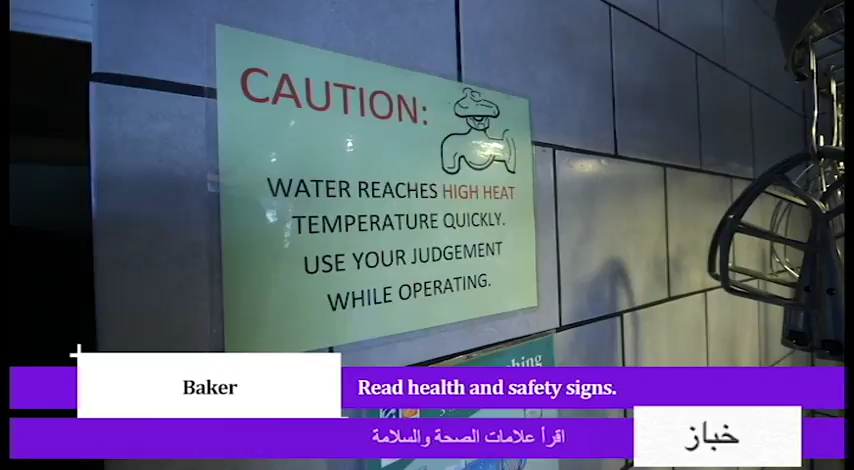 CAUTION:
WATER REACHES HIGH HEAT
TEMPERATURE QUICKLY.
USE YOUR JUDGEMENT
WHILE OPERATING.
Baker
Read health and safety signs.
اقرأ علامات الصحة والسلامة
خباز